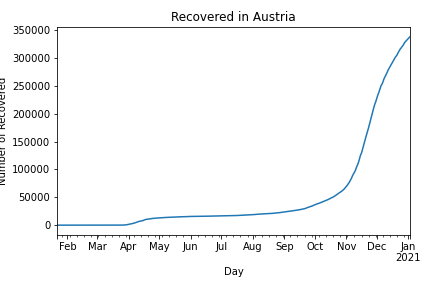 Recovered in Austria
350000
300000
250000
200000
150000
100000
50000
0
Number of Recovered
Feb Mar Apr May Jun Jul Aug Sep Oct Nov Dec Jan
2021
Day